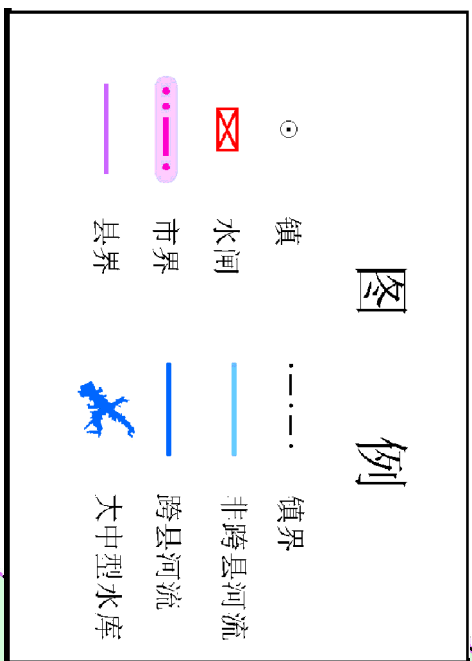 图 例
镇 镇界
水闸 非跨县河流
市界 跨县河流
县界 大中型水库